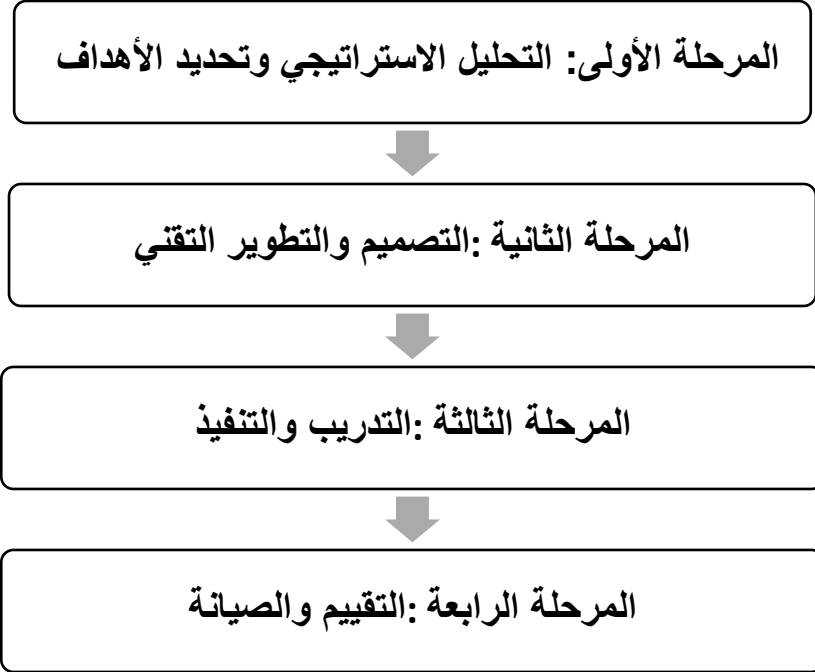 المرحلة الأولى: التحليل الاستراتيجي وتحديد الأهداف
المرحلة الثانية :التصميم والتطوير التقني
المرحلة الثالثة :التدريب والتنفيذ
المرحلة الرابعة :التقييم والصيانة